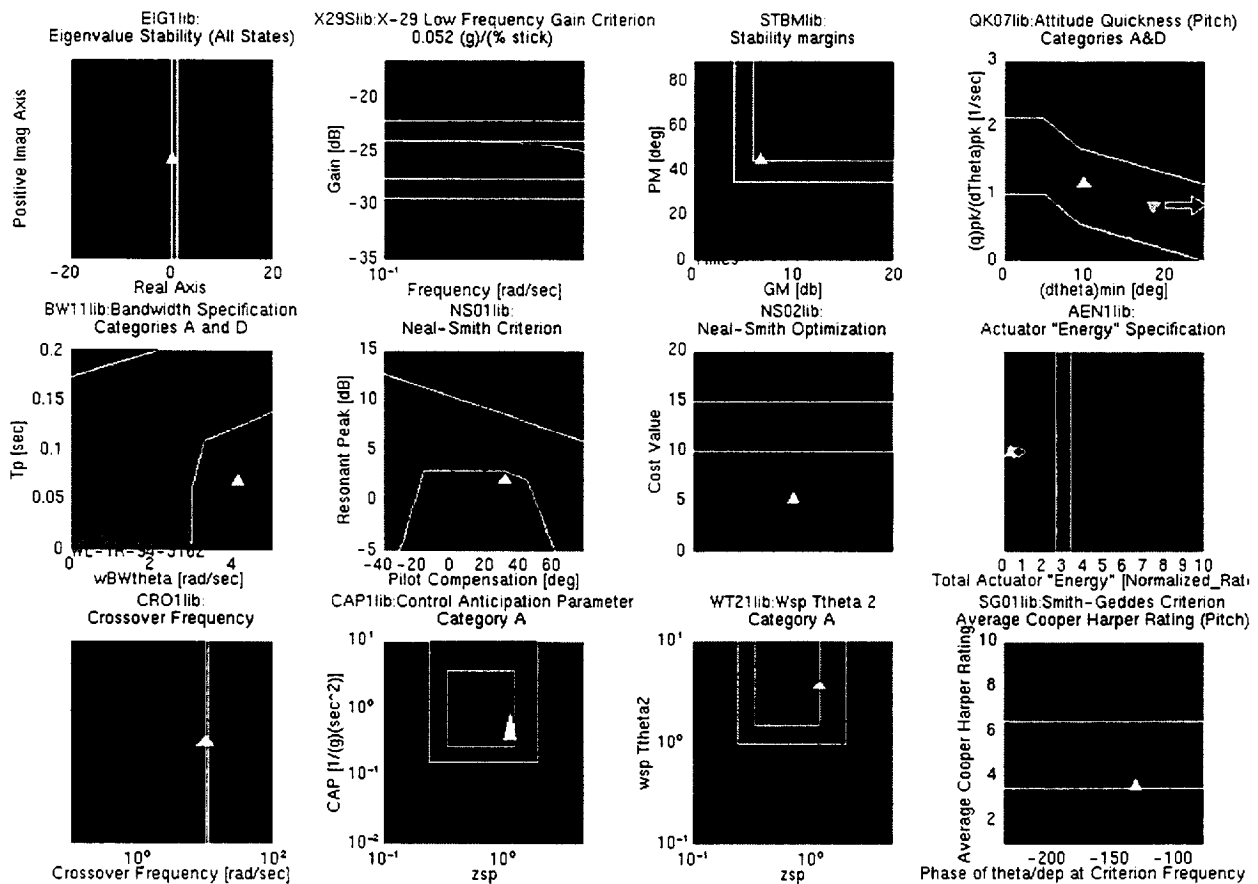 EIG1lib:
Eigenvalue Stability (All States)
Positive Imag Axis
-20 0 20
Real Axis
X29Slib:X-29 Low Frequency Gain Criterion
0.052 (g)/(% stick)
Gain [dB]
-20
-25
-30
-35
10^-1
Frequency [rad/sec]
STBMlib:
Stability margins
PM [deg]
80
60
40
20
0
0 10 20
GM [db]
QK07lib:Attitude Quickness (Pitch)
Categories A&D
(q)pk/(dTheta)pk [1/sec]
3
2
1
0
0 10 20
(dtheta)min [deg]
BW11lib:Bandwidth Specification
Categories A and D
Tp [sec]
0.2
0.15
0.1
0.05
0
0 2 4
wBWtheta [rad/sec]
NS01lib:
Neal-Smith Criterion
Resonant Peak [dB]
15
10
5
0
-5
-40 -20 0 20 40 60
Pilot Compensation [deg]
NS02lib:
Neal-Smith Optimization
Cost Value
20
15
10
5
0
AEN1lib:
Actuator "Energy" Specification
0 1 2 3 4 5 6 7 8 9 10
Total Actuator "Energy" [Normalized_Rati
CRO1lib:
Crossover Frequency
10^0 10^2
Crossover Frequency [rad/sec]
CAP1lib:Control Anticipation Parameter
Category A
CAP [1/(g)(sec^2)]
10^1
10^0
10^-1
10^-2
10^-1 10^0
zsp
WT21lib:Wsp Ttheta 2
Category A
wsp Ttheta2
10^1
10^0
10^-1
10^-1 10^0
zsp
SG01lib:Smith-Geddes Criterion
Average Cooper Harper Rating (Pitch)
Average Cooper Harper Rating
10
8
6
4
2
-200 -150 -100
Phase of theta/dep at Criterion Frequency